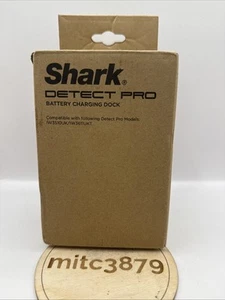 Shark®
DETECT PRO
BATTERY CHARGING DOCK
Compatible with following Detect Pro Models:
mitc3879